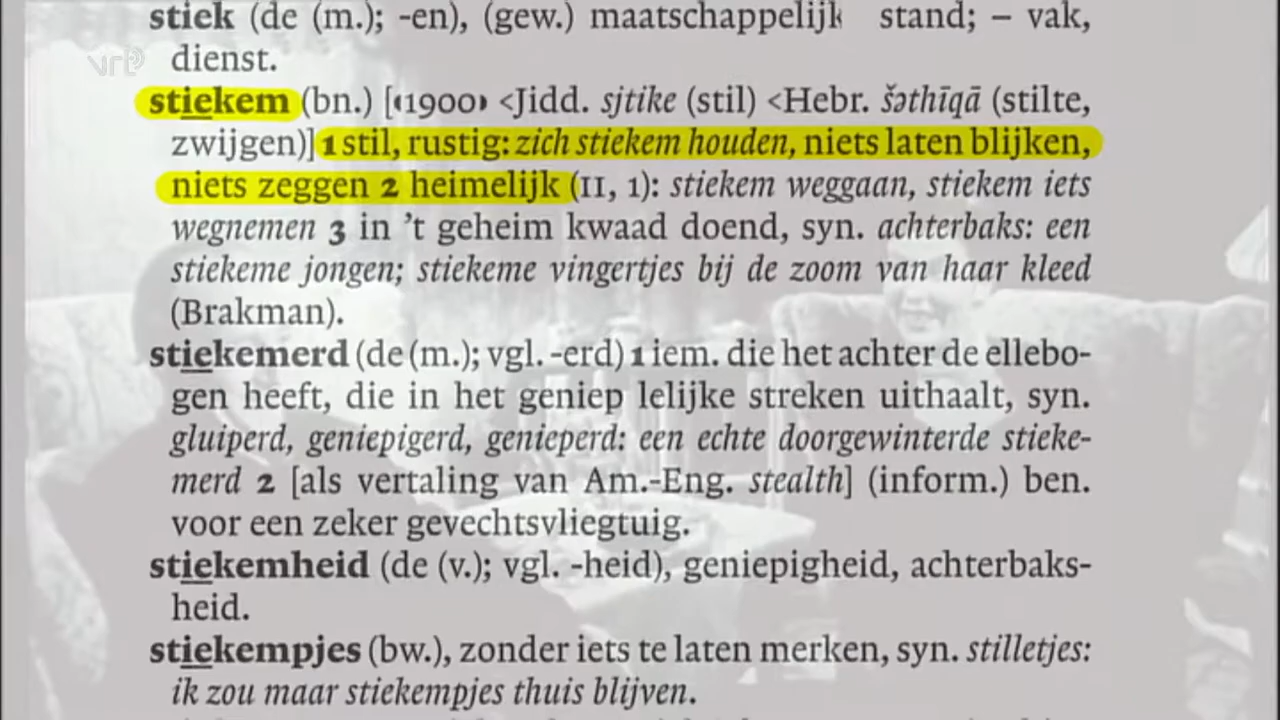 vrt
stiek (de (m.); -en), (gew.) maatschappelijk stand; – vak,
dienst.
stiekem (bn.) [‹1900› <Jidd. sjtike (stil) <Hebr. šəthīqā (stilte,
zwijgen)] 1 stil, rustig: zich stiekem houden, niets laten blijken,
niets zeggen 2 heimelijk (II, 1): stiekem weggaan, stiekem iets
wegnemen 3 in ’t geheim kwaad doend, syn. achterbaks: een
stiekeme jongen; stiekeme vingertjes bij de zoom van haar kleed
(Brakman).
stiekemerd (de (m.); vgl. -erd) 1 iem. die het achter de ellebo-
gen heeft, die in het geniep lelijke streken uithaalt, syn.
gluiperd, geniepigerd, genieperd: een echte doorgewinterde stieke-
merd 2 [als vertaling van Am.-Eng. stealth] (inform.) ben.
voor een zeker gevechtsvliegtuig.
stiekemheid (de (v.); vgl. -heid), geniepigheid, achterbaks-
heid.
stiekempjes (bw.), zonder iets te laten merken, syn. stilletjes:
ik zou maar stiekempjes thuis blijven.